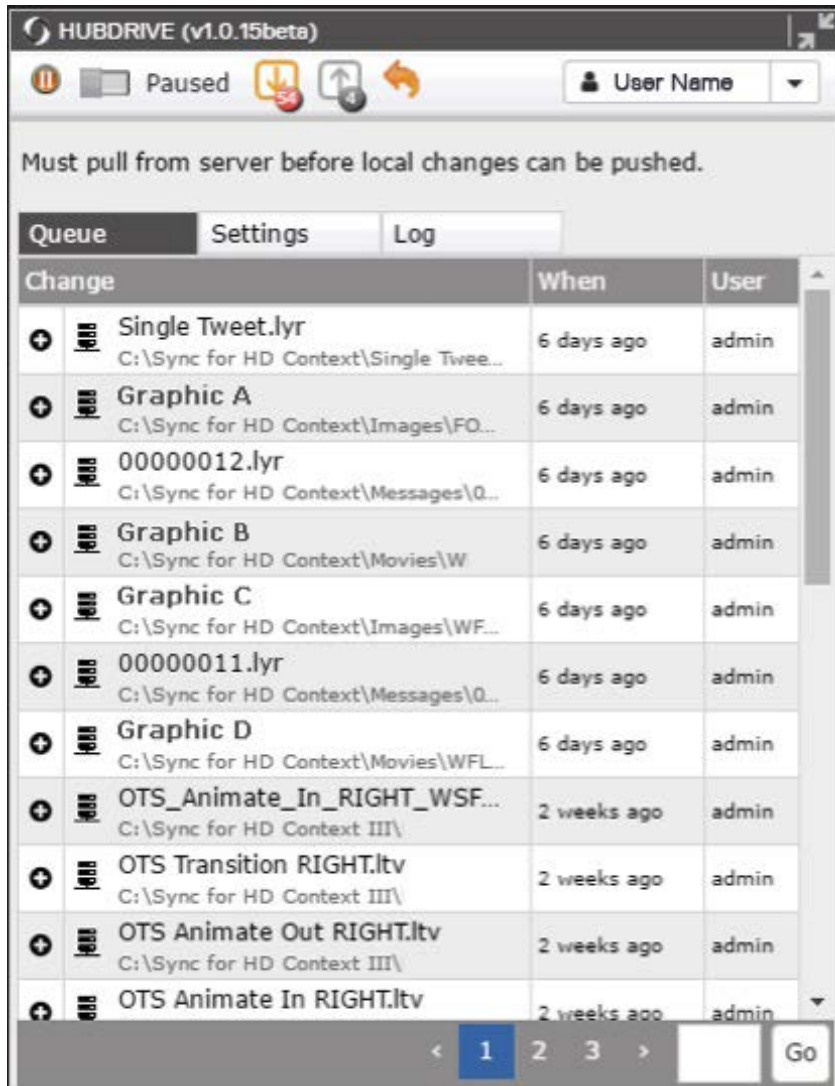 HUBDRIVE (v1.0.15beta)
Paused 54 4 User Name
Must pull from server before local changes can be pushed.
Queue Settings Log
Change When User
Single Tweet.lyr
C:\Sync for HD Context\Single Twee... 6 days ago admin
Graphic A
C:\Sync for HD Context\Images\FO... 6 days ago admin
00000012.lyr
C:\Sync for HD Context\Messages\0... 6 days ago admin
Graphic B
C:\Sync for HD Context\Movies\W 6 days ago admin
Graphic C
C:\Sync for HD Context\Images\WF... 6 days ago admin
00000011.lyr
C:\Sync for HD Context\Messages\0... 6 days ago admin
Graphic D
C:\Sync for HD Context\Movies\WFL... 6 days ago admin
OTS_Animate_In_RIGHT_WSF...
C:\Sync for HD Context III\ 2 weeks ago admin
OTS Transition RIGHT.ltv
C:\Sync for HD Context III\ 2 weeks ago admin
OTS Animate Out RIGHT.ltv
C:\Sync for HD Context III\ 2 weeks ago admin
OTS Animate In RIGHT.ltv
2 weeks ago admin
‹ 1 2 3 › Go